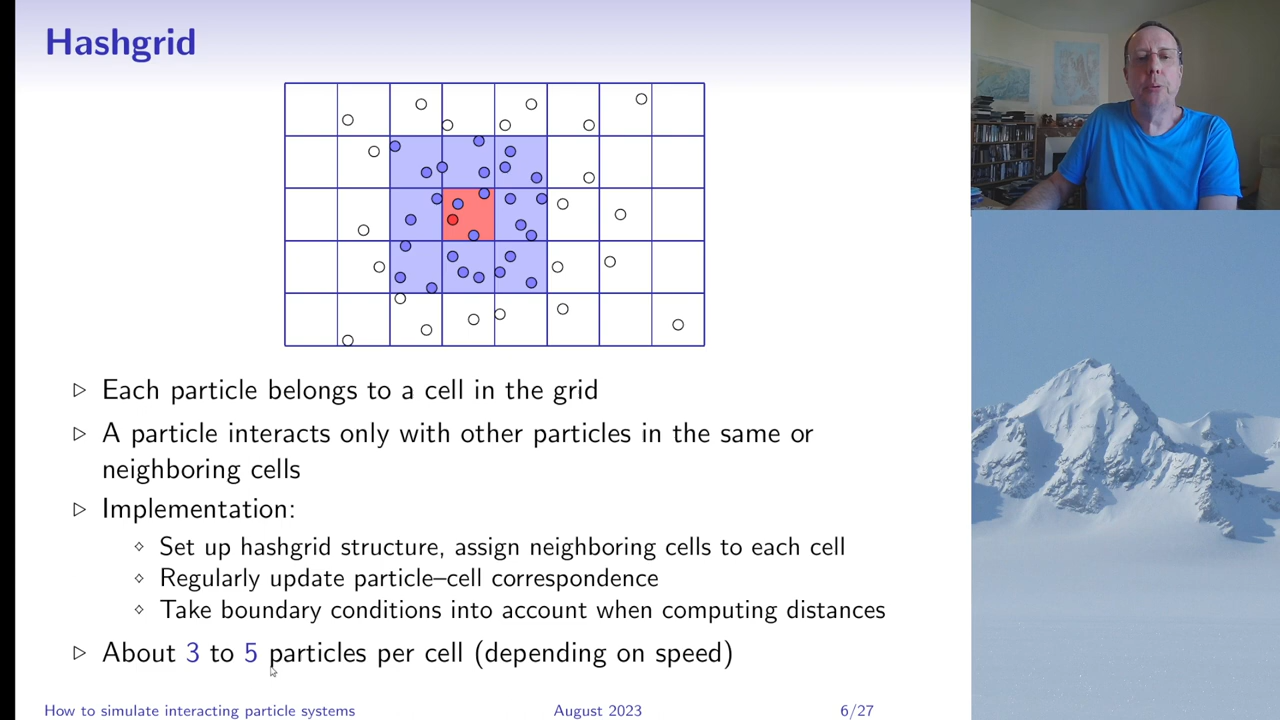 Hashgrid
▷ Each particle belongs to a cell in the grid
▷ A particle interacts only with other particles in the same or
neighboring cells
▷ Implementation:
⋄ Set up hashgrid structure, assign neighboring cells to each cell
⋄ Regularly update particle–cell correspondence
⋄ Take boundary conditions into account when computing distances
▷ About 3 to 5 particles per cell (depending on speed)
How to simulate interacting particle systems August 2023 6/27